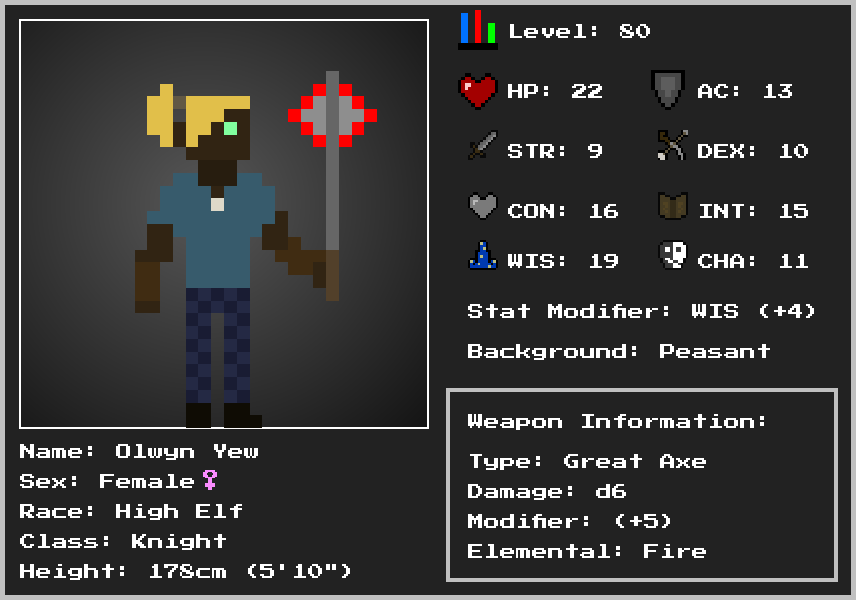 Level: 80
HP: 22 AC: 13
STR: 9 DEX: 10
CON: 16 INT: 15
WIS: 19 CHA: 11
Stat Modifier: WIS (+4)
Background: Peasant
Weapon Information:
Type: Great Axe
Damage: d6
Modifier: (+5)
Elemental: Fire
Name: Olwyn Yew
Sex: Female♀
Race: High Elf
Class: Knight
Height: 178cm (5'10")